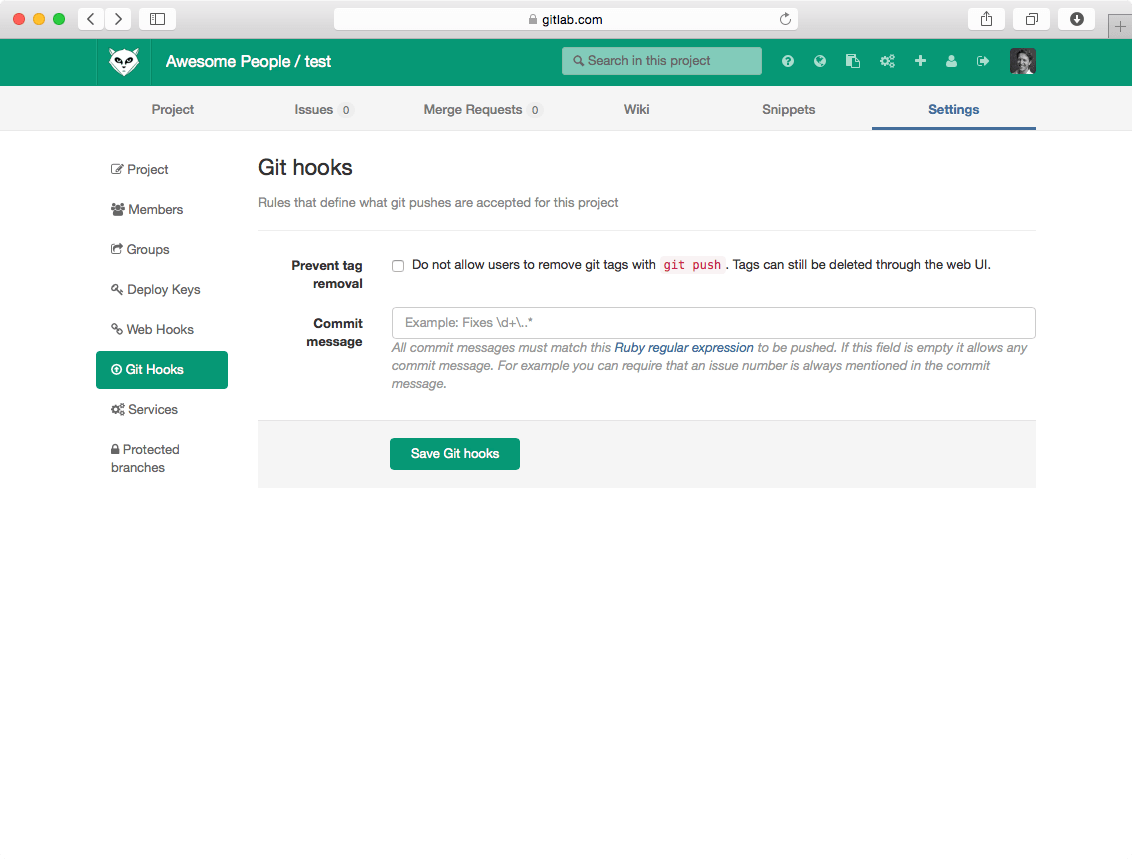 gitlab.com
Awesome People / test
Search in this project
Project
Issues 0
Merge Requests 0
Wiki
Snippets
Settings
Project
Members
Groups
Deploy Keys
Web Hooks
Git Hooks
Services
Protected
branches
Git hooks
Rules that define what git pushes are accepted for this project
Prevent tag
removal
Do not allow users to remove git tags with git push. Tags can still be deleted through the web UI.
Commit
message
Example: Fixes \d+\..*
All commit messages must match this Ruby regular expression to be pushed. If this field is empty it allows any
commit message. For example you can require that an issue number is always mentioned in the commit
message.
Save Git hooks